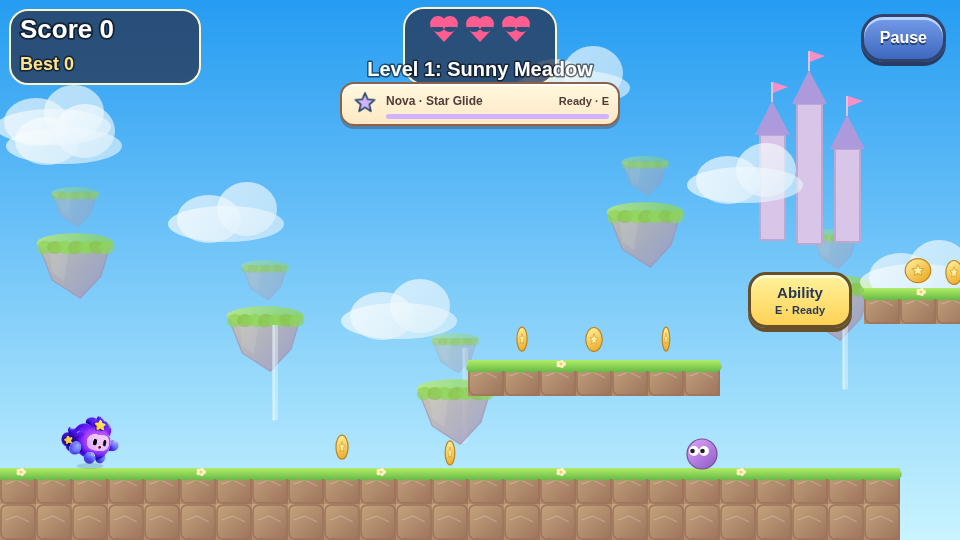 Score 0
Best 0
Level 1: Sunny Meadow
Nova · Star Glide
Ready · E
Pause
Ability
E · Ready